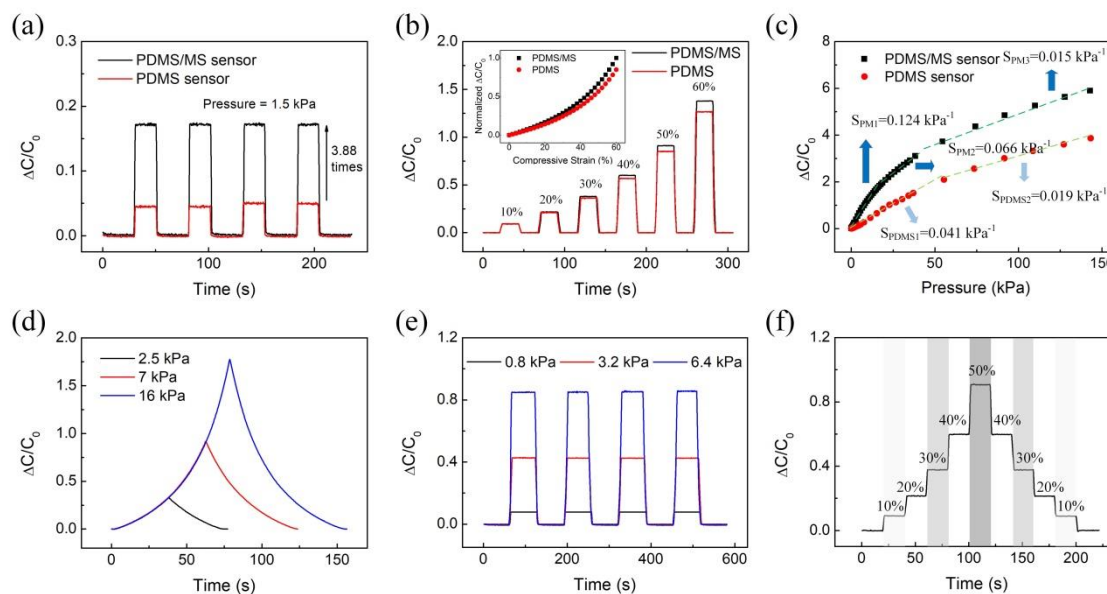 (a)
0.3
0.2
0.1
0.0
ΔC/C0
PDMS/MS sensor
PDMS sensor
Pressure = 1.5 kPa
3.88
times
0
100
200
Time (s)
(b)
2.0
1.5
1.0
0.5
0.0
ΔC/C0
Normalized ΔC/C0
1.0
0.5
0.0
PDMS/MS
PDMS
0 20 40 60
Compressive Strain (%)
PDMS/MS
PDMS
10%
20%
30%
40%
50%
60%
0
100
200
300
Time (s)
(c)
8
6
4
2
0
ΔC/C0
PDMS/MS sensor
PDMS sensor
SPM3=0.015 kPa-1
SPM1=0.124 kPa-1
SPM2=0.066 kPa-1
SPDMS2=0.019 kPa-1
SPDMS1=0.041 kPa-1
0
50
100
150
Pressure (kPa)
(d)
2.0
1.5
1.0
0.5
0.0
ΔC/C0
2.5 kPa
7 kPa
16 kPa
0
50
100
150
Time (s)
(e)
1.2
0.8
0.4
0.0
ΔC/C0
0.8 kPa
3.2 kPa
6.4 kPa
0
200
400
600
Time (s)
(f)
1.2
0.8
0.4
0.0
ΔC/C0
10%
20%
30%
40%
50%
40%
30%
20%
10%
0
50
100
150
200
Time (s)